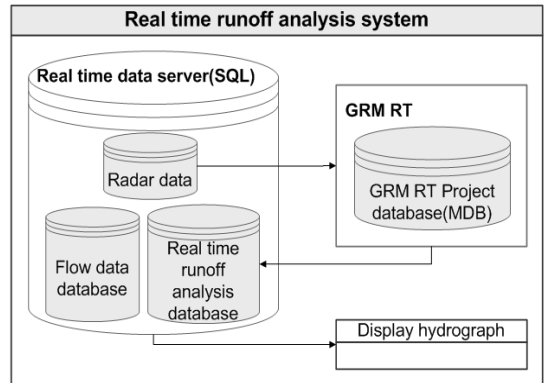 Real time runoff analysis system
Real time data server(SQL)
Radar data
Flow data
database
Real time
runoff
analysis
database
GRM RT
GRM RT Project
database(MDB)
Display hydrograph